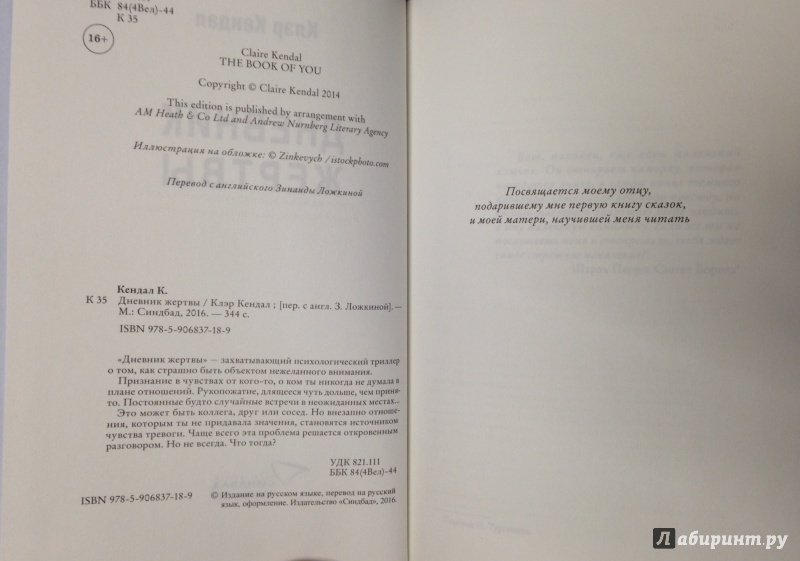 ББК 84(4Вел)-44
К 35
16+
Claire Kendal
THE BOOK OF YOU
Copyright © Claire Kendal 2014
This edition is published by arrangement with
AM Heath & Co Ltd and Andrew Nurnberg Literary Agency
Иллюстрация на обложке: © Zinkevych / istockphoto.com
Перевод с английского Зинаиды Ложкиной
Кендал К.
К 35 Дневник жертвы / Клэр Кендал ; [пер. с англ. З. Ложкиной].—
М.: Синдбад, 2016. — 344 с.
ISBN 978-5-906837-18-9
«Дневник жертвы» — захватывающий психологический триллер
о том, как страшно быть объектом нежеланного внимания.
Признание в чувствах от кого-то, о ком ты никогда не думала в
плане отношений. Рукопожатие, длящееся чуть дольше, чем приня-
то. Постоянные будто случайные встречи в неожиданных местах...
Это может быть коллега, друг или сосед. Но внезапно отноше-
ния, которым ты не придавала значения, становятся источником
чувства тревоги. Чаще всего эта проблема решается откровенным
разговором. Но не всегда. Что тогда?
УДК 821.111
ББК 84(4Вел)-44
ISBN 978-5-906837-18-9
© Издание на русском языке, перевод на русский
язык, оформление. Издательство «Синдбад», 2016.
Посвящается моему отцу,
подарившему мне первую книгу сказок,
и моей матери, научившей меня читать
Лабиринт.ру